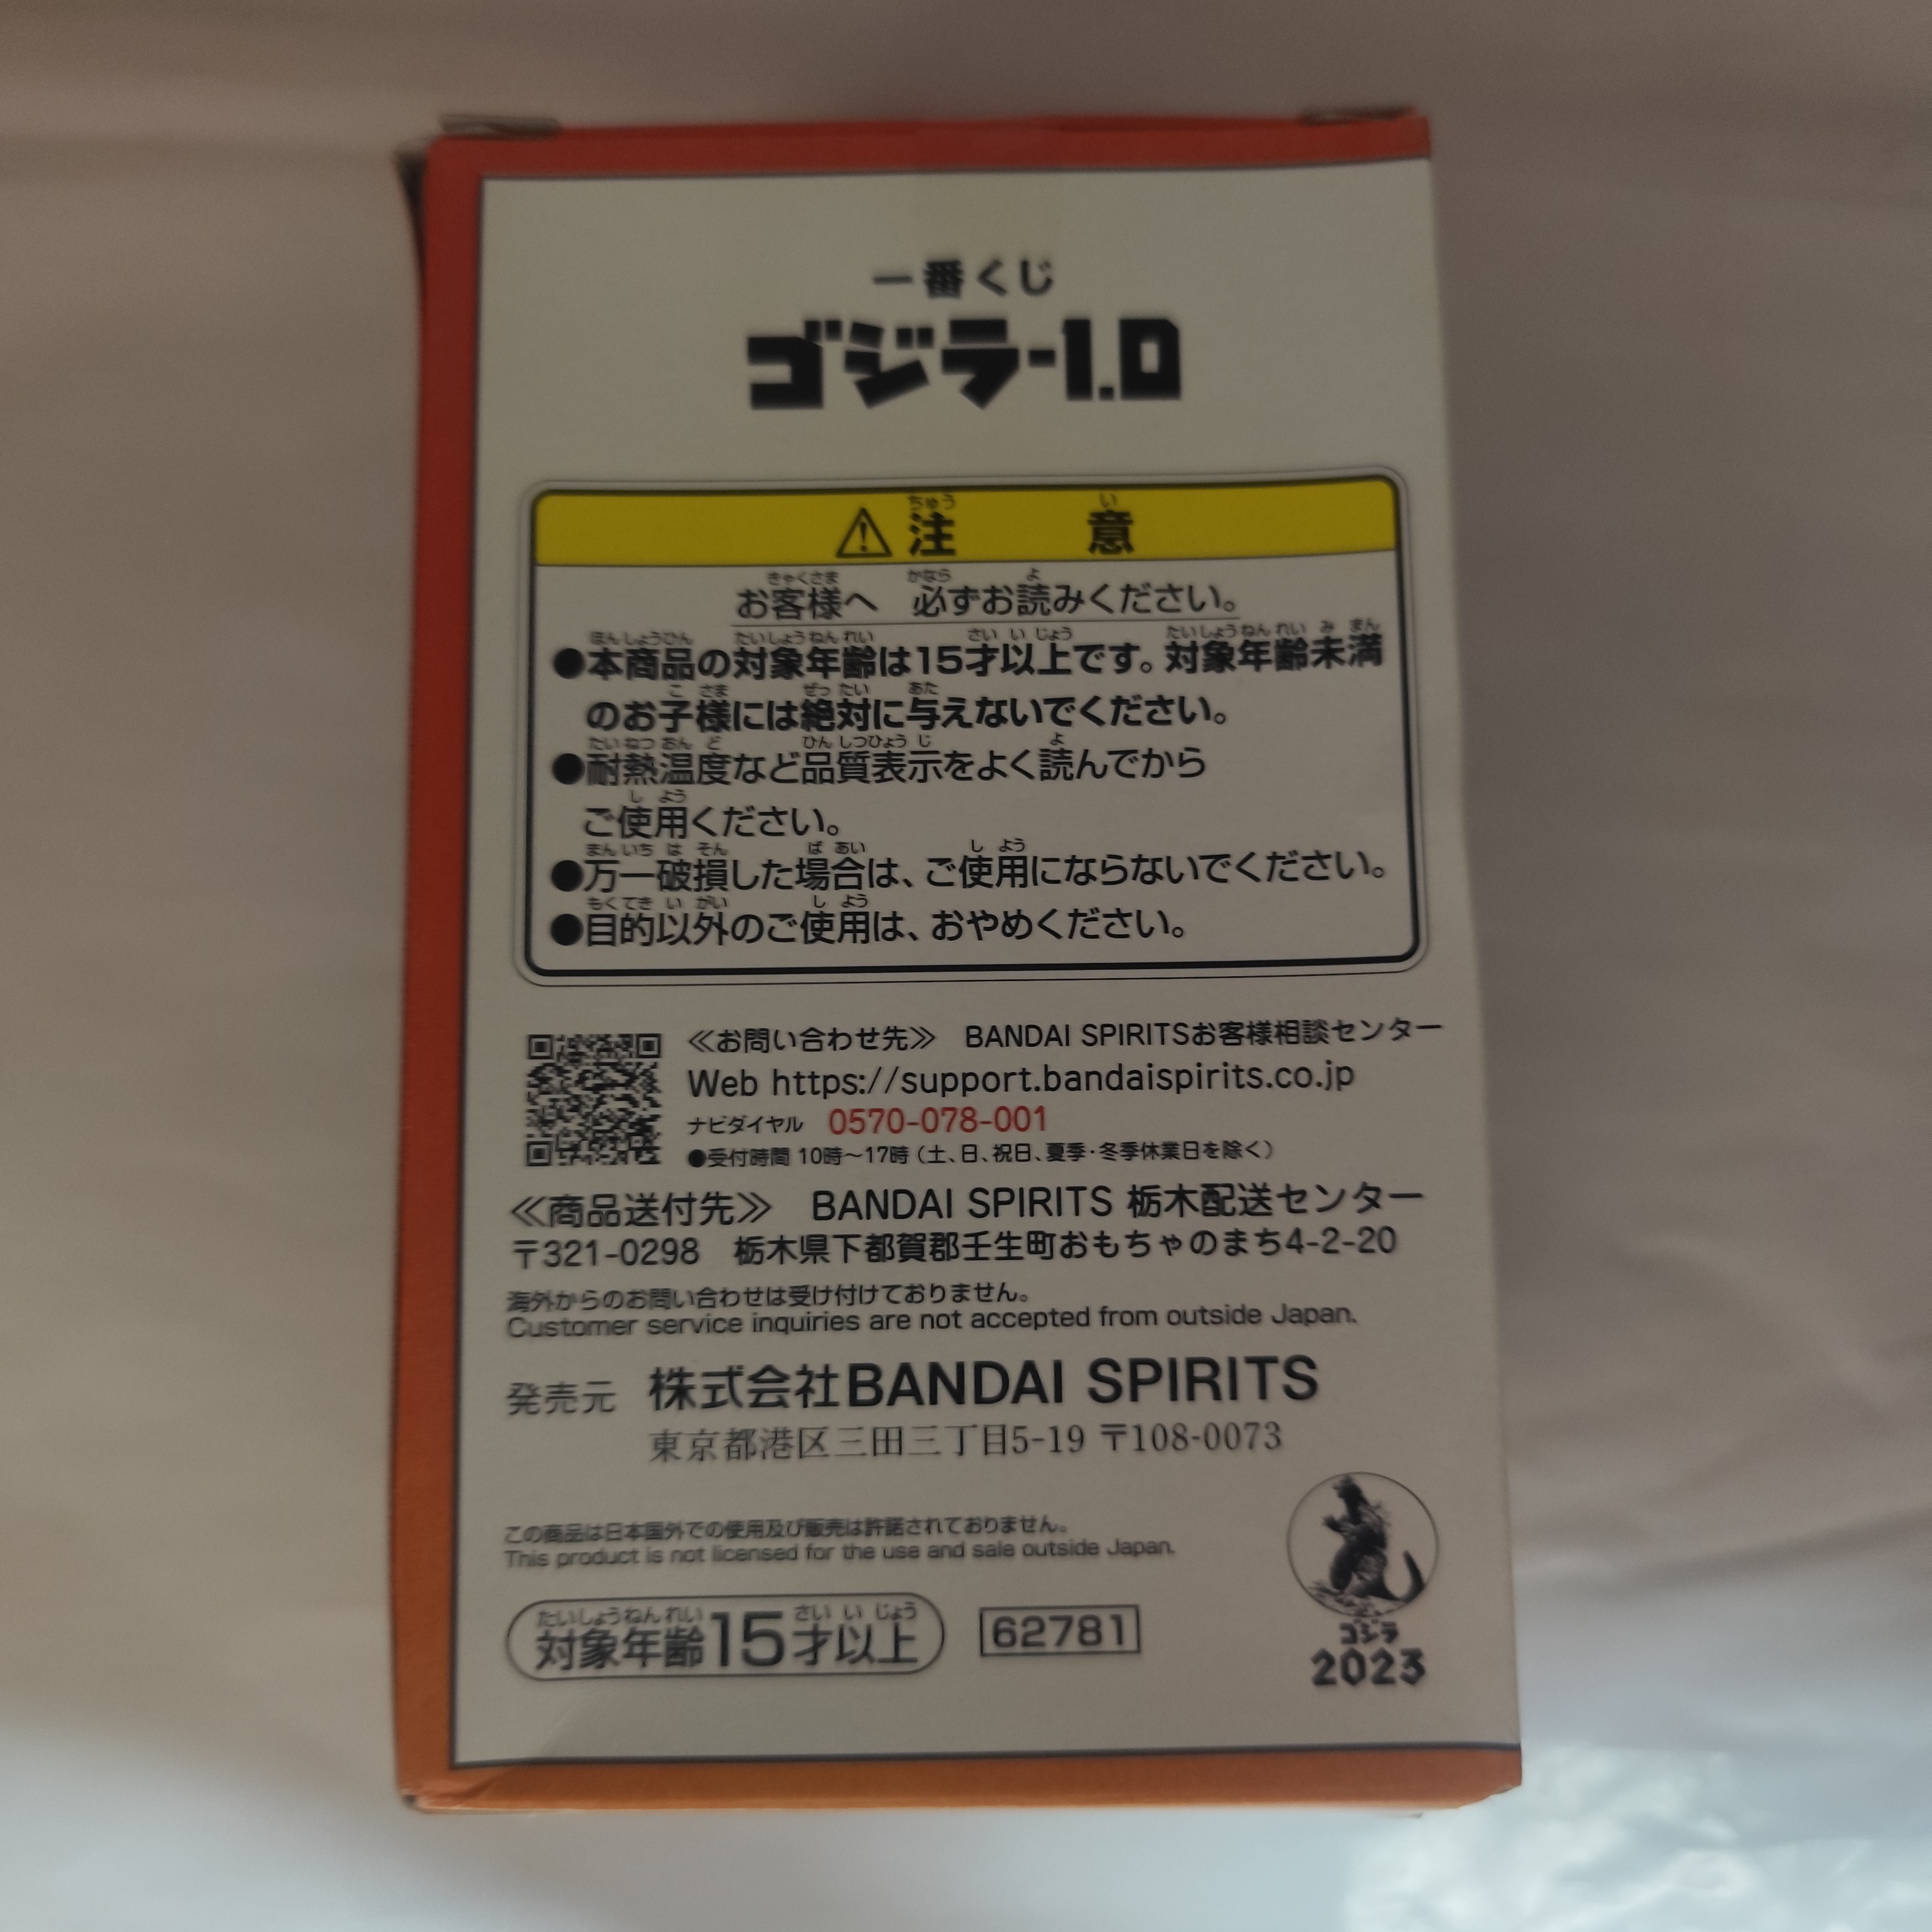 一番くじ
ゴジラ-1.0
⚠注意
お客様へ 必ずお読みください。
●本商品の対象年齢は15才以上です。対象年齢未満
のお子様には絶対に与えないでください。
●耐熱温度など品質表示をよく読んでから
ご使用ください。
●万一破損した場合は、ご使用にならないでください。
●目的以外のご使用は、おやめください。
≪お問い合わせ先≫ BANDAI SPIRITSお客様相談センター
Web https://support.bandaispirits.co.jp
ナビダイヤル 0570-078-001
●受付時間 10時～17時（土、日、祝日、夏季・冬季休業日を除く）
≪商品送付先≫ BANDAI SPIRITS 栃木配送センター
〒321-0298 栃木県下都賀郡壬生町おもちゃのまち4-2-20
海外からのお問い合わせは受け付けておりません。
Customer service inquiries are not accepted from outside Japan.
発売元 株式会社BANDAI SPIRITS
東京都港区三田三丁目5-19 〒108-0073
この商品は日本国外での使用及び販売は許諾されておりません。
This product is not licensed for the use and sale outside Japan.
対象年齢15才以上 62781
ゴジラ
2023